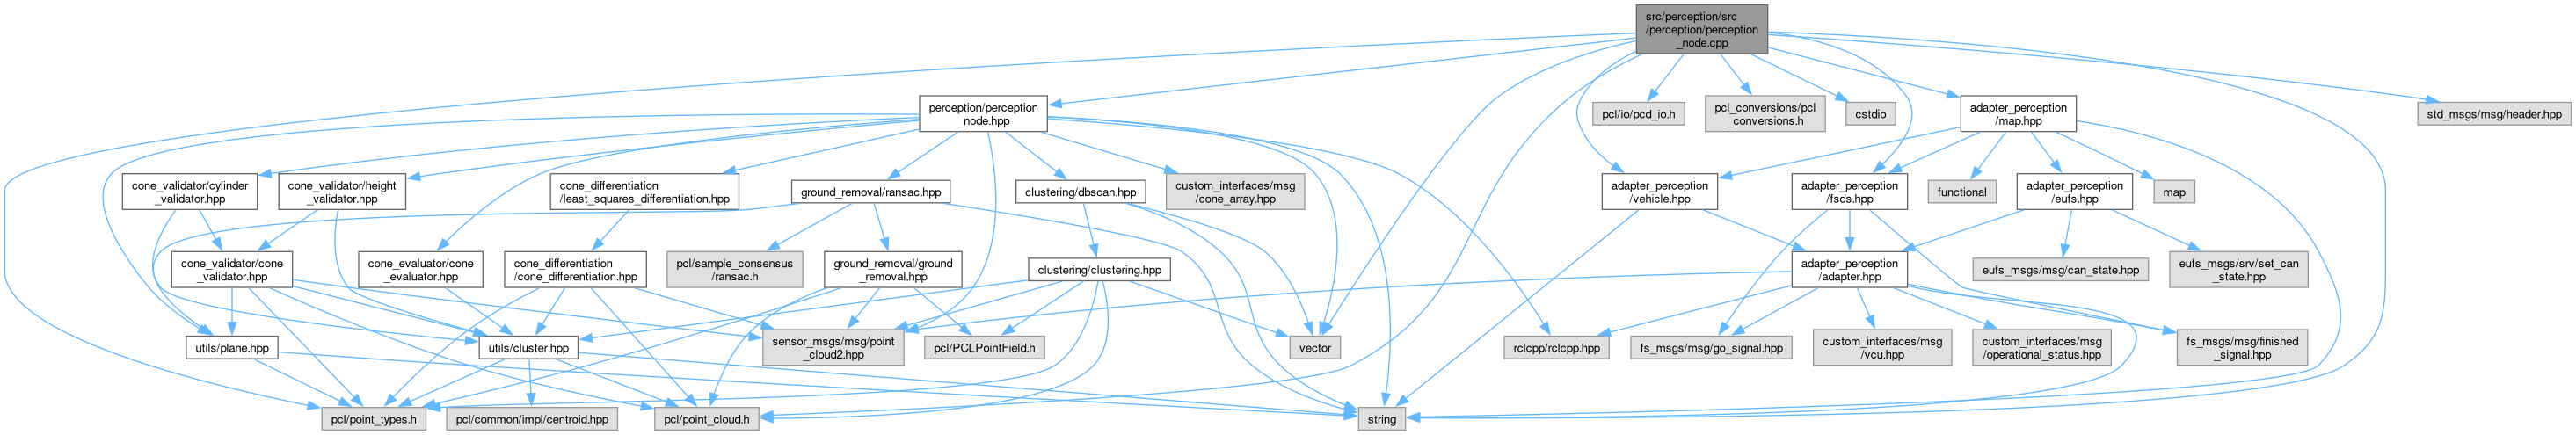 src/perception/src
/perception/perception
_node.cpp
perception/perception
_node.hpp
pcl/io/pcd_io.h
pcl_conversions/pcl
_conversions.h
cstdio
adapter_perception
/map.hpp
std_msgs/msg/header.hpp
cone_validator/cylinder
_validator.hpp
cone_validator/height
_validator.hpp
cone_differentiation
/least_squares_differentiation.hpp
ground_removal/ransac.hpp
clustering/dbscan.hpp
custom_interfaces/msg
/cone_array.hpp
adapter_perception
/vehicle.hpp
adapter_perception
/fsds.hpp
functional
adapter_perception
/eufs.hpp
map
cone_validator/cone
_validator.hpp
cone_evaluator/cone
_evaluator.hpp
cone_differentiation
/cone_differentiation.hpp
pcl/sample_consensus
/ransac.h
ground_removal/ground
_removal.hpp
clustering/clustering.hpp
adapter_perception
/adapter.hpp
eufs_msgs/msg/can_state.hpp
eufs_msgs/srv/set_can
_state.hpp
utils/plane.hpp
utils/cluster.hpp
sensor_msgs/msg/point
_cloud2.hpp
pcl/PCLPointField.h
vector
rclcpp/rclcpp.hpp
fs_msgs/msg/go_signal.hpp
custom_interfaces/msg
/vcu.hpp
custom_interfaces/msg
/operational_status.hpp
fs_msgs/msg/finished
_signal.hpp
pcl/point_types.h
pcl/common/impl/centroid.hpp
pcl/point_cloud.h
string